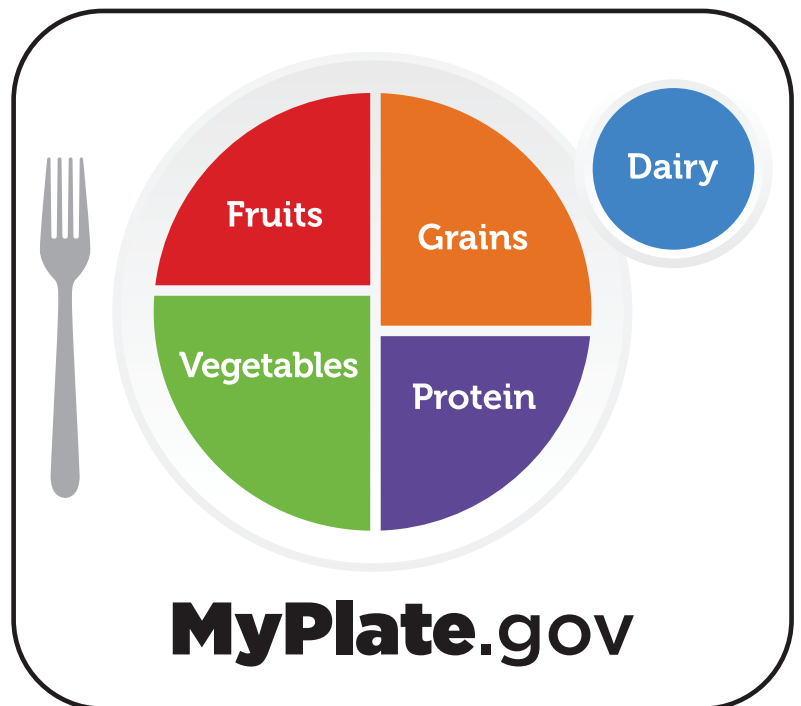 Fruits
Grains
Dairy
Vegetables
Protein
MyPlate.gov